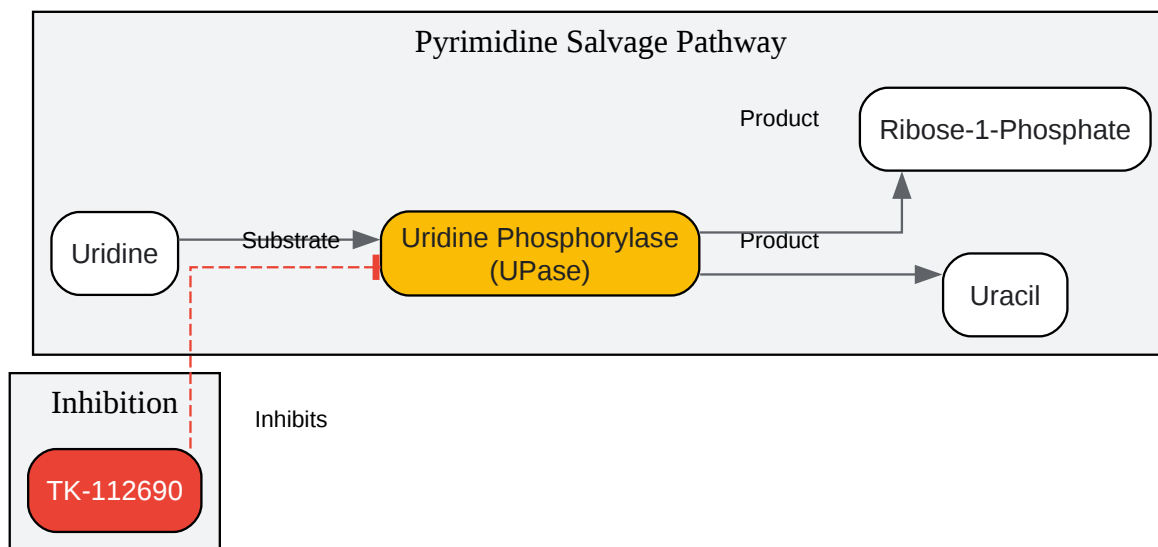 Pyrimidine Salvage Pathway
Product
Ribose-1-Phosphate
Uridine
Substrate
Uridine Phosphorylase
(UPase)
Product
Uracil
Inhibition
Inhibits
TK-112690